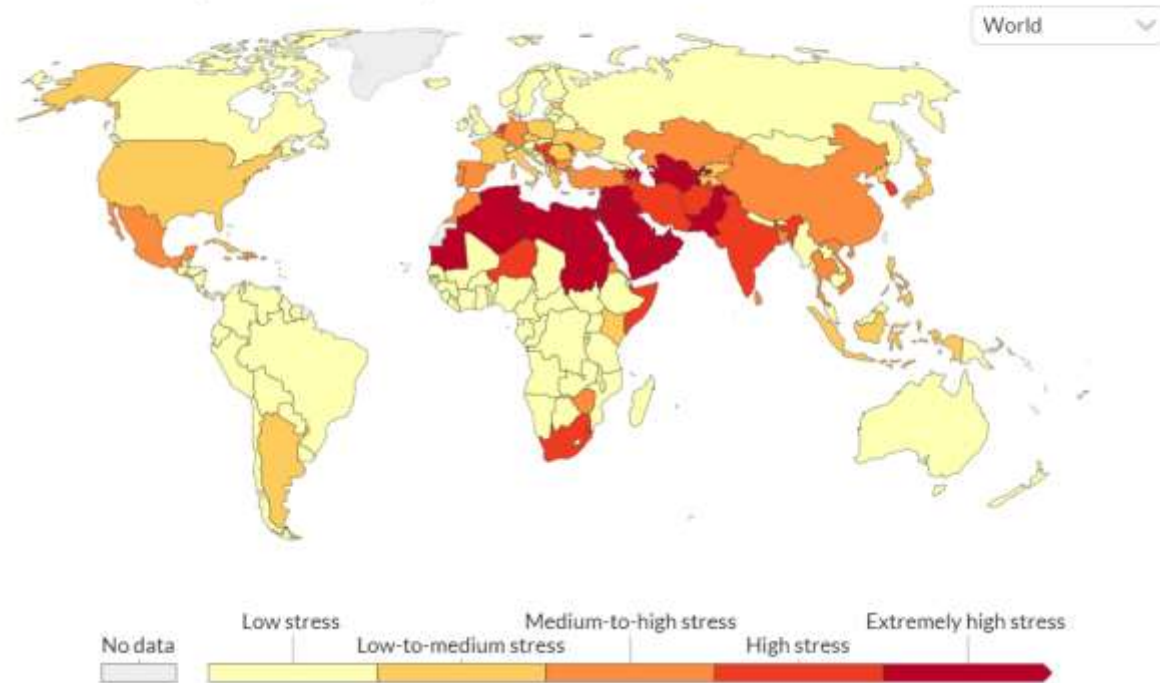 World
Low stress
Medium-to-high stress
Extremely high stress
No data
Low-to-medium stress
High stress